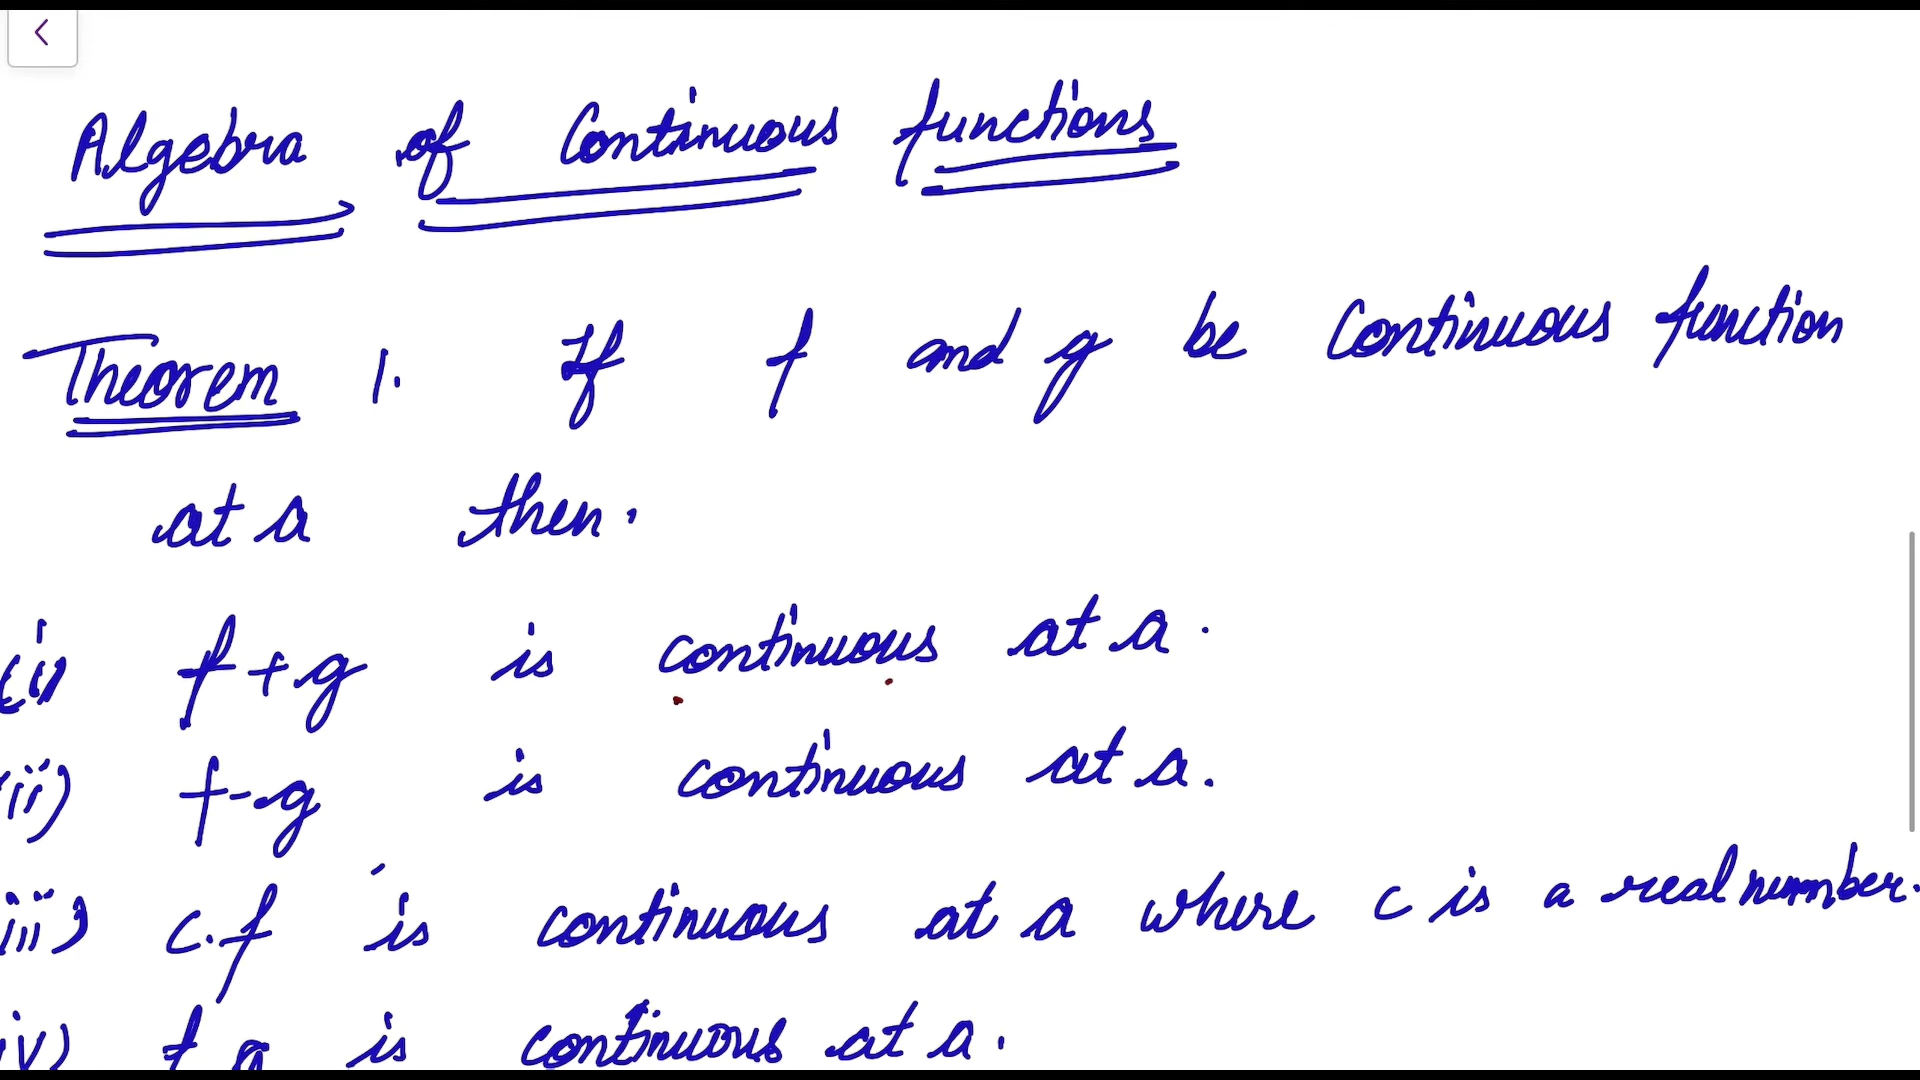 Algebra of Continuous functions
Theorem 1. If f and g be Continuous function
at a then.
(i) f+g is continuous at a.
(ii) f-g is continuous at a.
iii) c.f is continuous at a where c is a real number.
iv) f g is continuous at a.